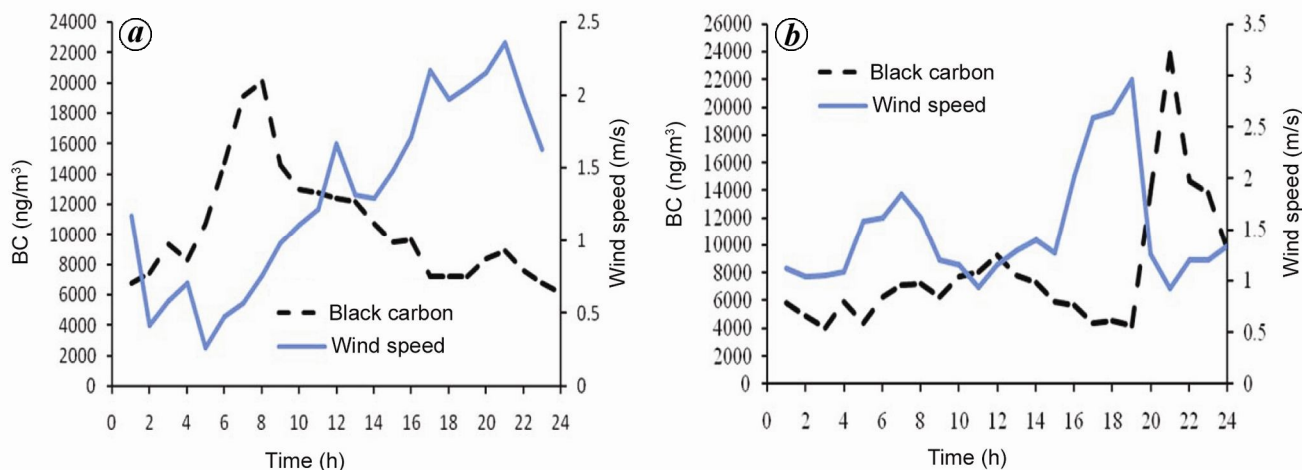 a
24000
22000
20000
18000
16000
14000
12000
10000
8000
6000
4000
2000
0
BC (ng/m³)
2.5
2
1.5
1
0.5
0
Wind speed (m/s)
Black carbon
Wind speed
0 2 4 6 8 10 12 14 16 18 20 22 24
Time (h)
b
26000
24000
22000
20000
18000
16000
14000
12000
10000
8000
6000
4000
2000
0
BC (ng/m³)
3.5
3
2.5
2
1.5
1
0.5
0
Wind speed (m/s)
Black carbon
Wind speed
0 2 4 6 8 10 12 14 16 18 20 22 24
Time (h)